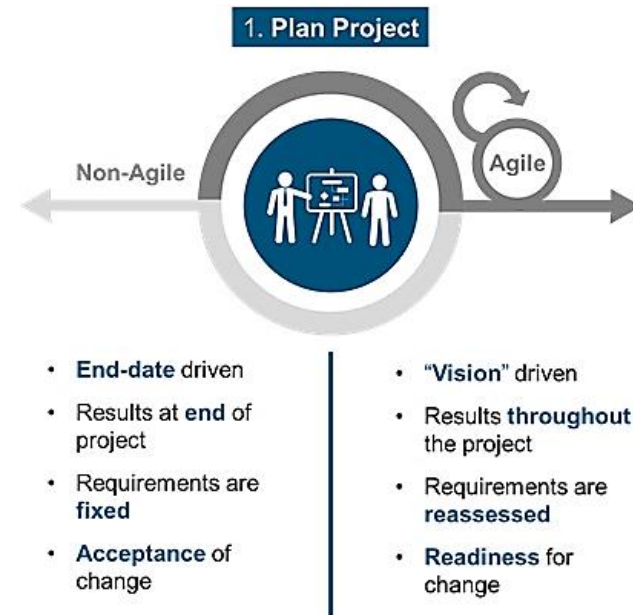 1. Plan Project
Non-Agile
Agile
• End-date driven
• Results at end of
project
• Requirements are
fixed
• Acceptance of
change
• “Vision” driven
• Results throughout
the project
• Requirements are
reassessed
• Readiness for
change